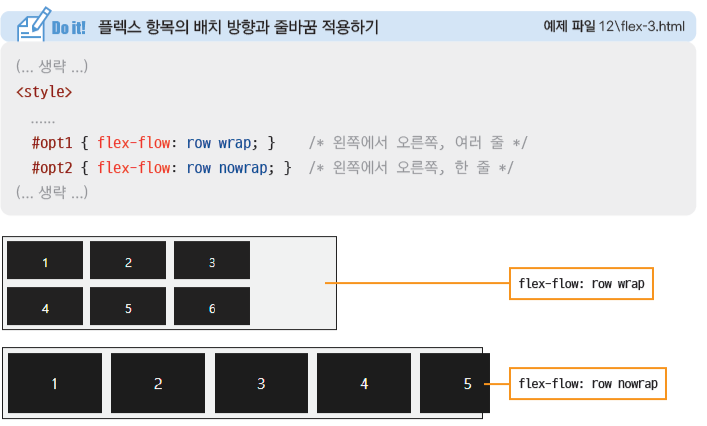 Do it! 플렉스 항목의 배치 방향과 줄바꿈 적용하기 예제 파일 12\flex-3.html
(... 생략 ...)
<style>
......
#opt1 { flex-flow: row wrap; } /* 왼쪽에서 오른쪽, 여러 줄 */
#opt2 { flex-flow: row nowrap; } /* 왼쪽에서 오른쪽, 한 줄 */
(... 생략 ...)
1 2 3
flex-flow: row wrap
4 5 6
1 2 3 4 5
flex-flow: row nowrap